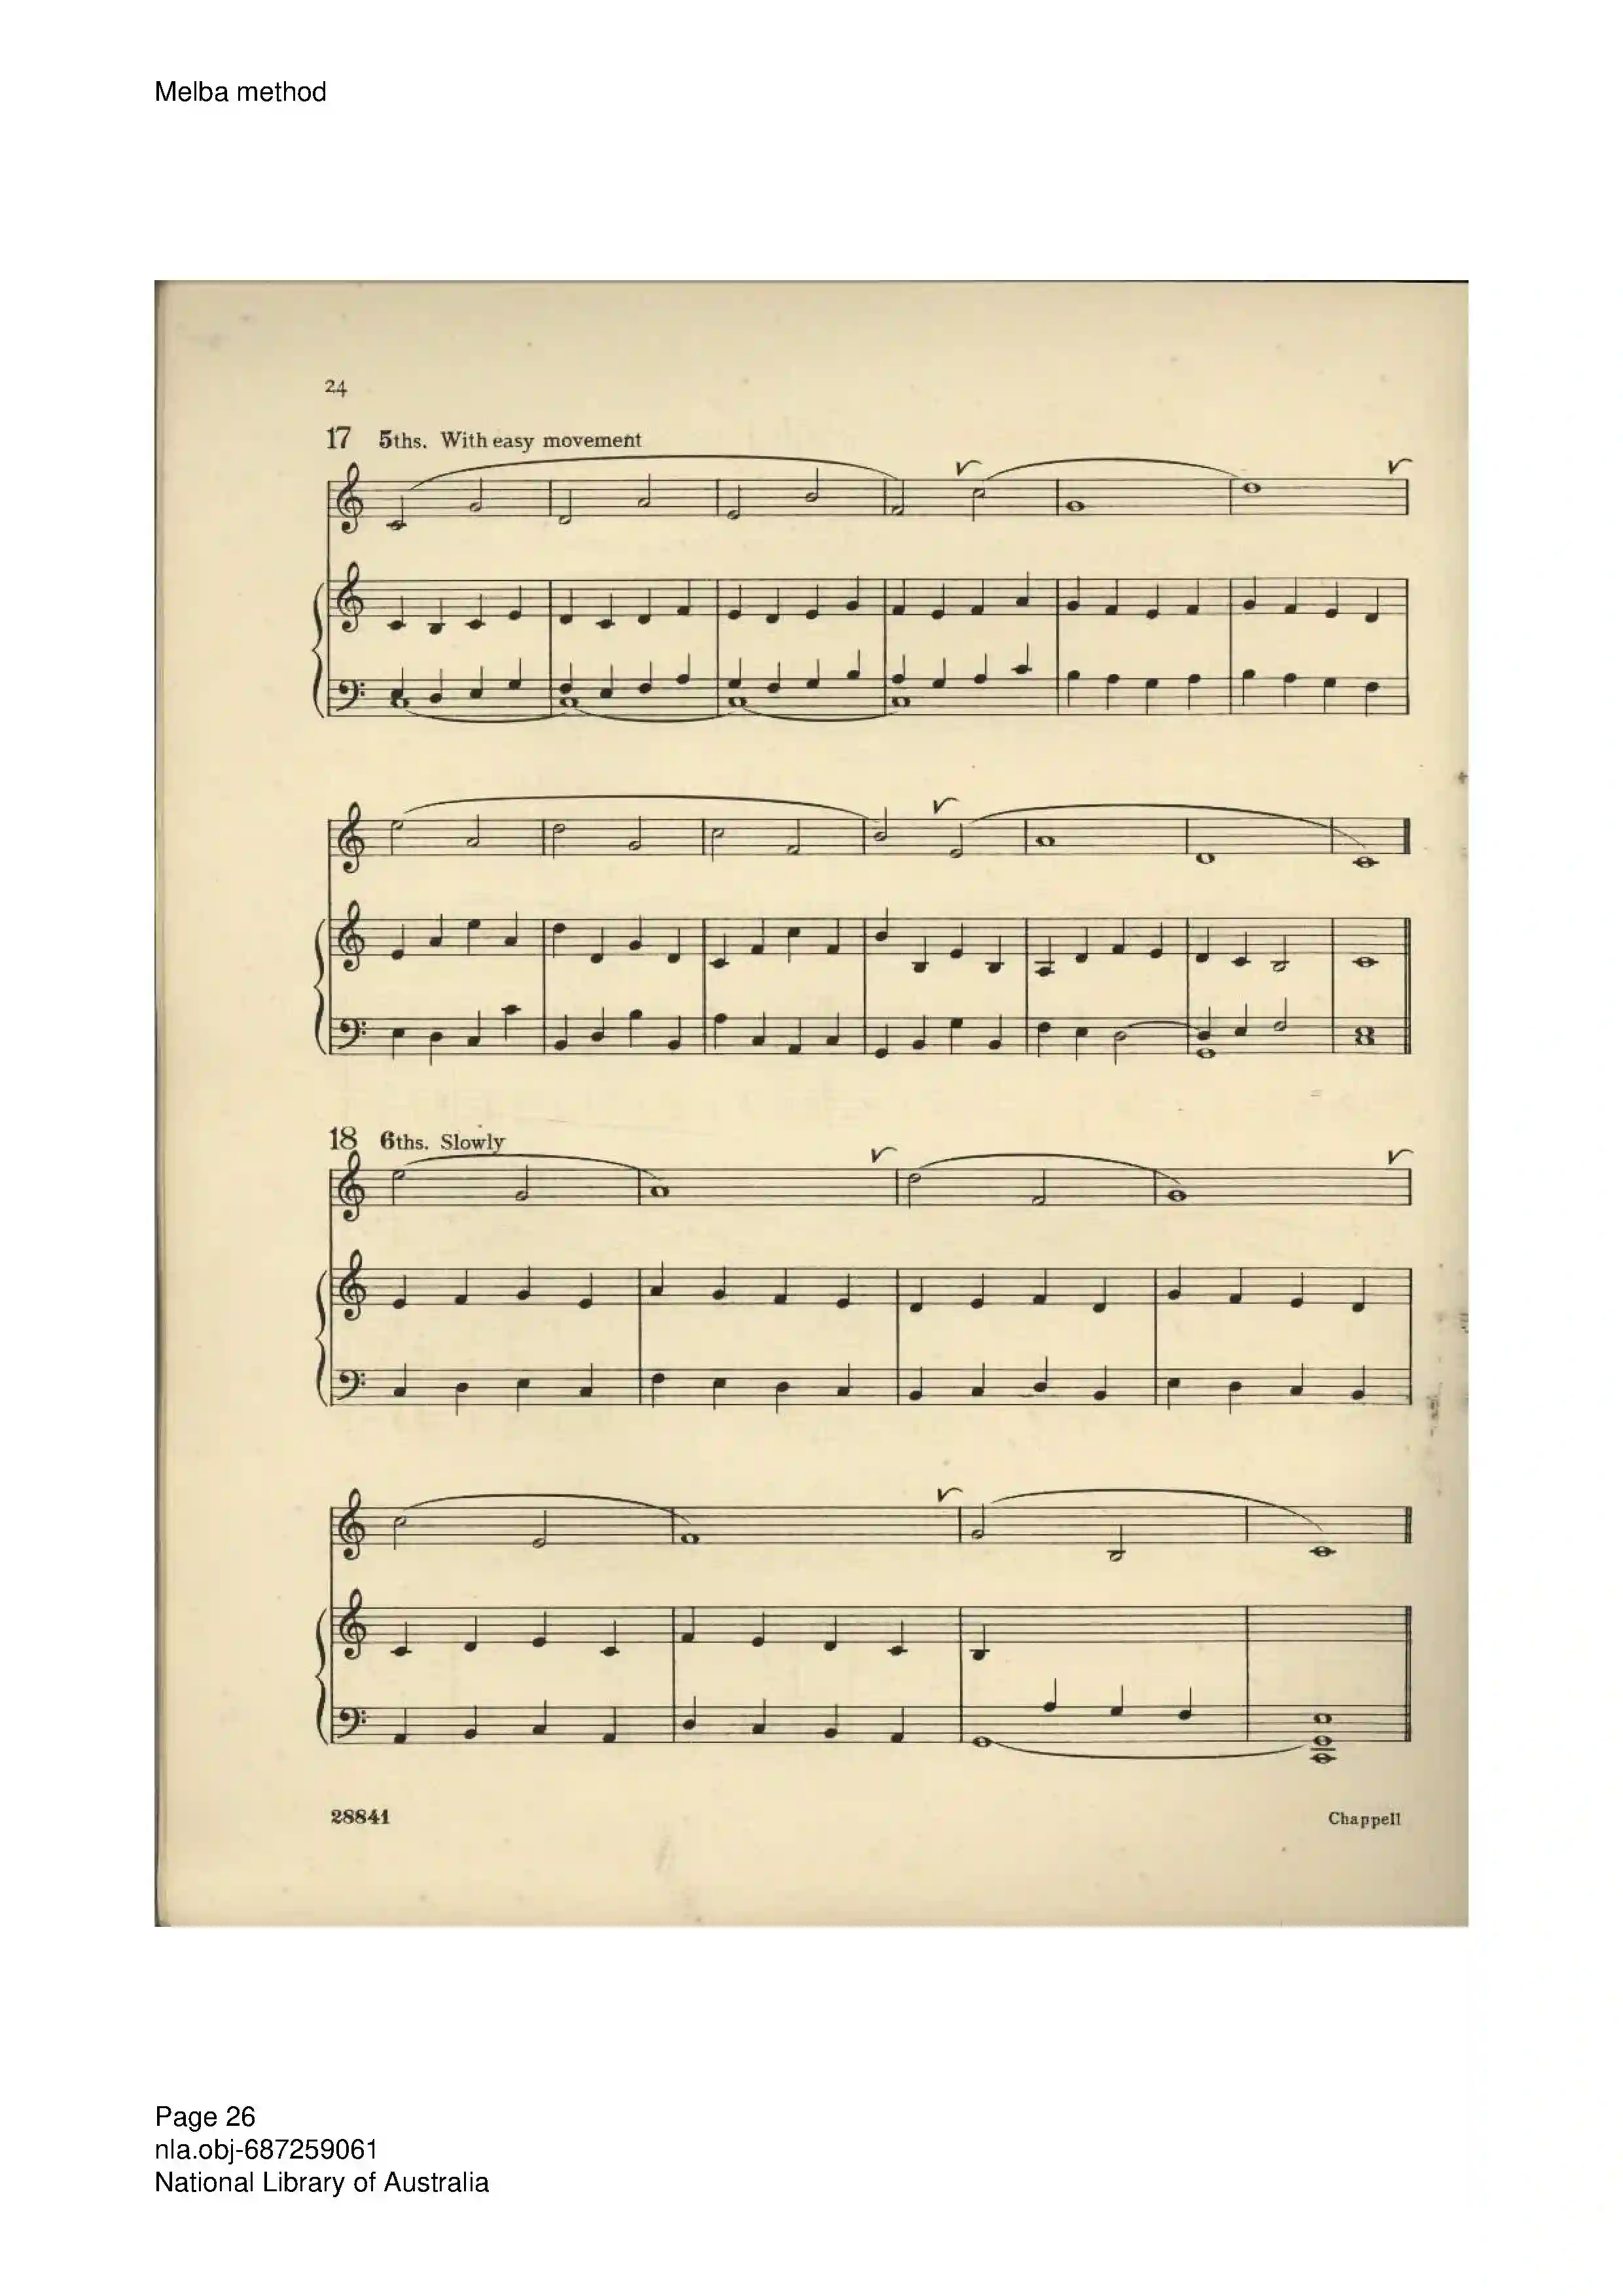 Melba method
24
17 5ths. With easy movement
18 6ths. Slowly
28841 Chappell
Page 26
nla.obj-687259061
National Library of Australia